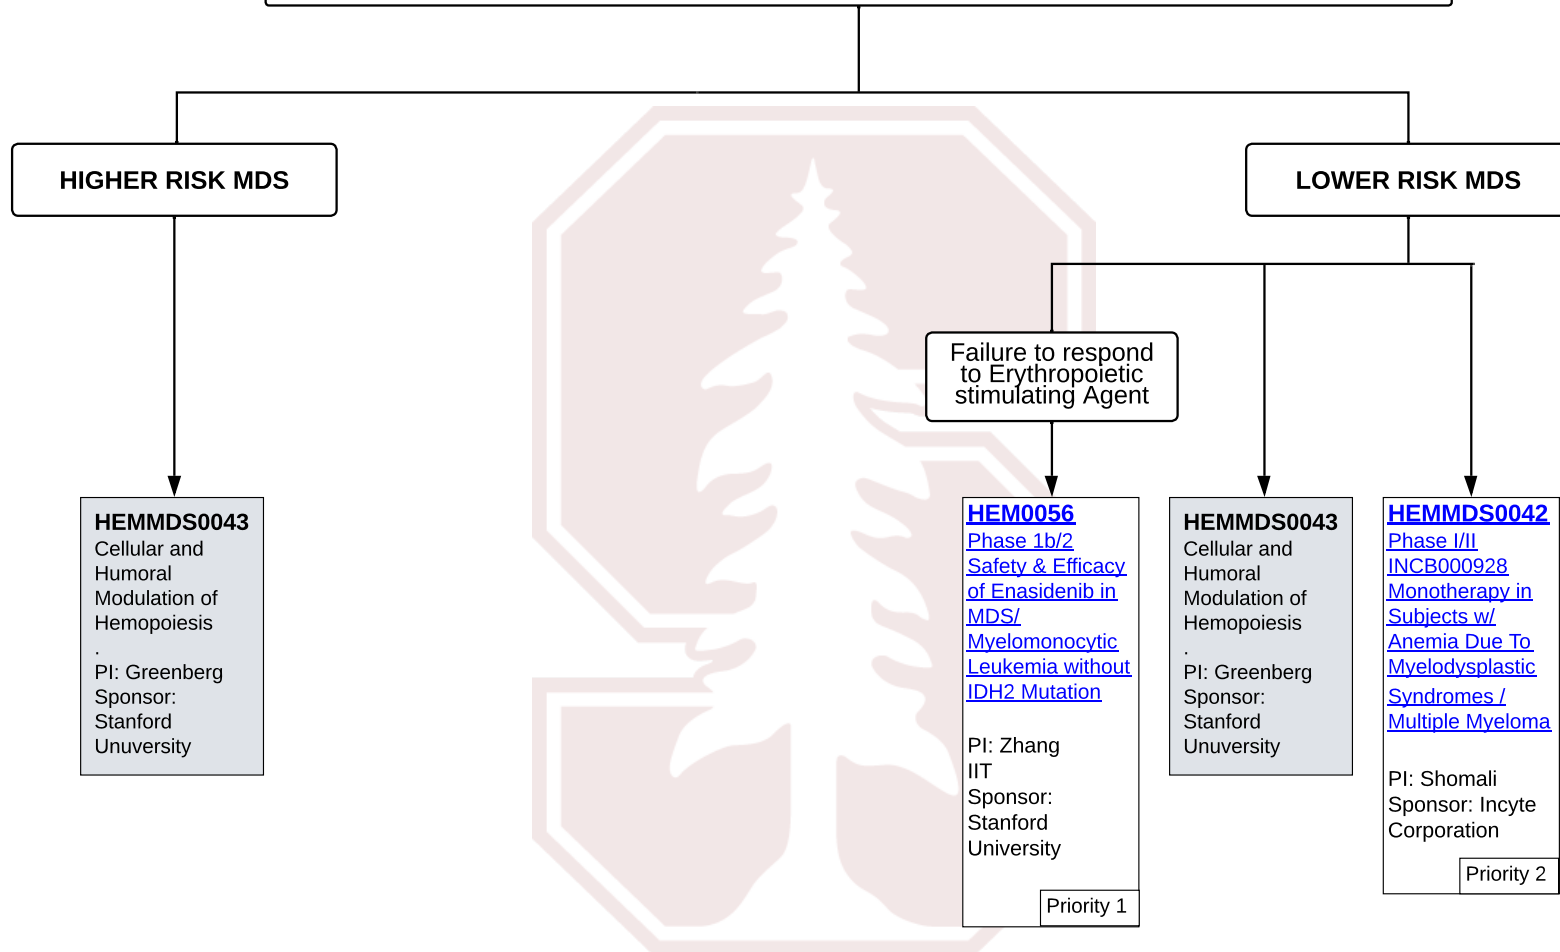 HIGHER RISK MDS
LOWER RISK MDS
Failure to respond
to Erythropoietic
stimulating Agent
HEMMDS0043
Cellular and
Humoral
Modulation of
Hemopoiesis
.
PI: Greenberg
Sponsor:
Stanford
Unuversity
HEM0056
Phase 1b/2
Safety & Efficacy
of Enasidenib in
MDS/
Myelomonocytic
Leukemia without
IDH2 Mutation
PI: Zhang
IIT
Sponsor:
Stanford
University
Priority 1
HEMMDS0043
Cellular and
Humoral
Modulation of
Hemopoiesis
.
PI: Greenberg
Sponsor:
Stanford
Unuversity
HEMMDS0042
Phase I/II
INCB000928
Monotherapy in
Subjects w/
Anemia Due To
Myelodysplastic
Syndromes /
Multiple Myeloma
PI: Shomali
Sponsor: Incyte
Corporation
Priority 2